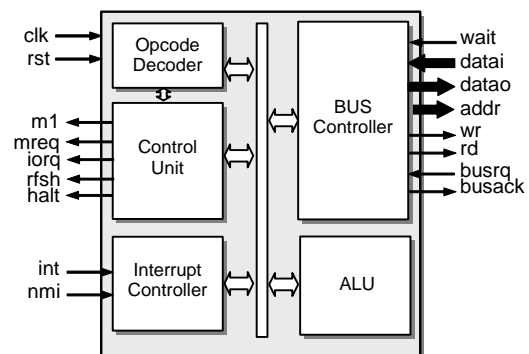 clk
rst
Opcode
Decoder
m1
mreq
iorq
rfsh
halt
Control
Unit
int
nmi
Interrupt
Controller
BUS
Controller
ALU
wait
datai
datao
addr
wr
rd
busrq
busack